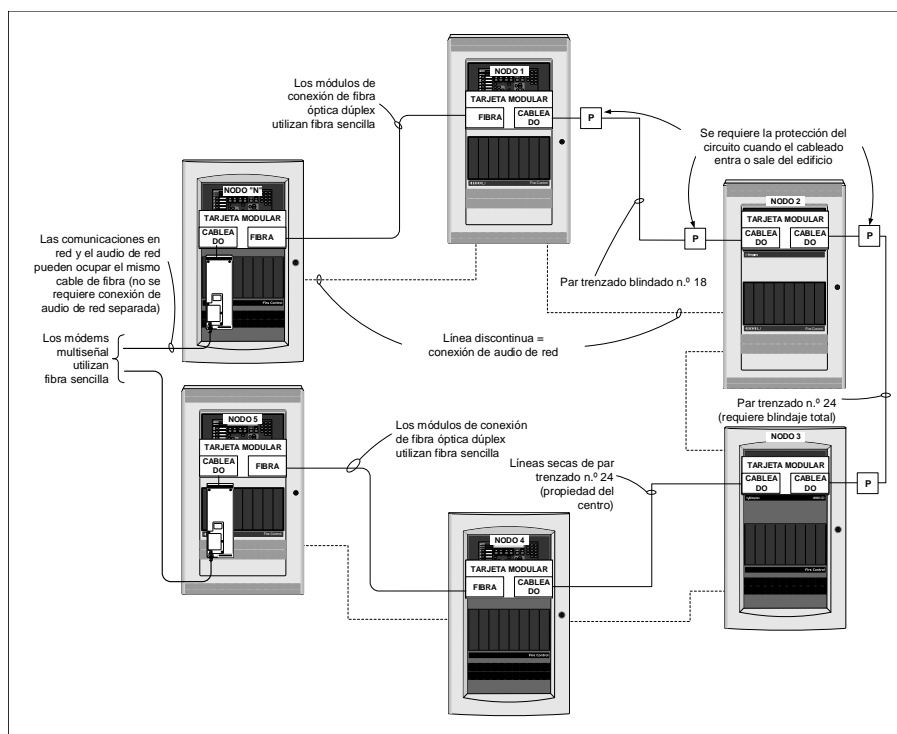 NODO 1
TARJETA MODULAR
FIBRA
CABLEA
DO
P
Los módulos de
conexión de fibra
óptica dúplex
utilizan fibra sencilla
Se requiere la protección del
circuito cuando el cableado
entra o sale del edificio
NODO "N"
TARJETA MODULAR
CABLEA
DO
FIBRA
Fire Control
NODO 2
TARJETA MODULAR
CABLEA
DO
CABLEA
DO
P
P
Fire Control
Las comunicaciones en
red y el audio de red
pueden ocupar el mismo
cable de fibra (no se
requiere conexión de
audio de red separada)
Par trenzado blindado n.º 18
Fire Control
Línea discontinua =
conexión de audio de red
Los módems
multiseñal
utilizan
fibra sencilla
Par trenzado n.º 24
(requiere blindaje total)
NODO 5
TARJETA MODULAR
CABLEA
DO
FIBRA
Los módulos de conexión
de fibra óptica dúplex
utilizan fibra sencilla
Líneas secas de par
trenzado n.º 24
(propiedad del
centro)
NODO 3
TARJETA MODULAR
CABLEA
DO
CABLEA
DO
P
Fire Control
NODO 4
TARJETA MODULAR
FIBRA
CABLEA
DO
Fire Control